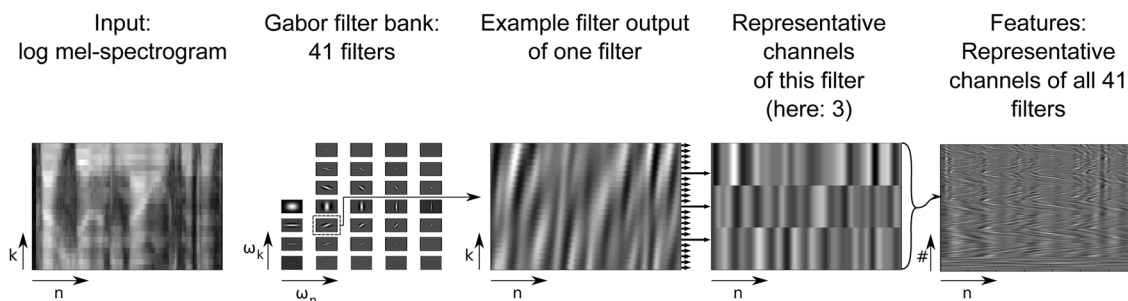 Input:
log mel-spectrogram
Gabor filter bank:
41 filters
Example filter output
of one filter
Representative
channels
of this filter
(here: 3)
Features:
Representative
channels of all 41
filters
k
n
ω_k
ω_n
k
n
n
#
n